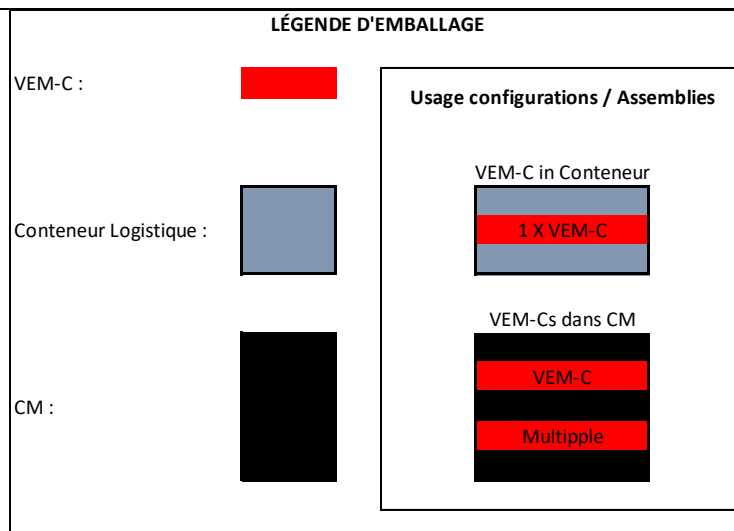 LÉGENDE D'EMBALLAGE
VEM-C :
Usage configurations / Assemblies
VEM-C in Conteneur
Conteneur Logistique :
1 X VEM-C
VEM-Cs dans CM
VEM-C
CM :
Multipple